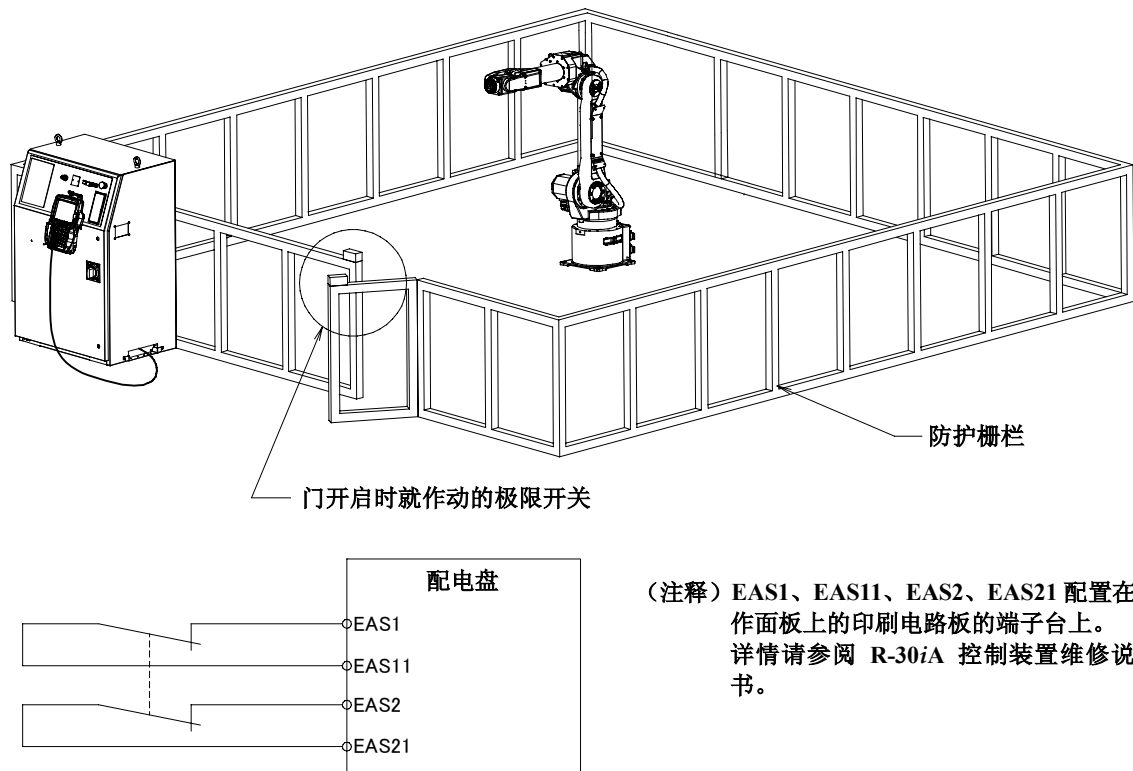 防护栅栏
门开启时就作动的极限开关
配电盘
EAS1
EAS11
EAS2
EAS21
（注释）EAS1、EAS11、EAS2、EAS21 配置在
作面板上的印刷电路板的端子台上。
详情请参阅 R-30iA 控制装置维修说
书。